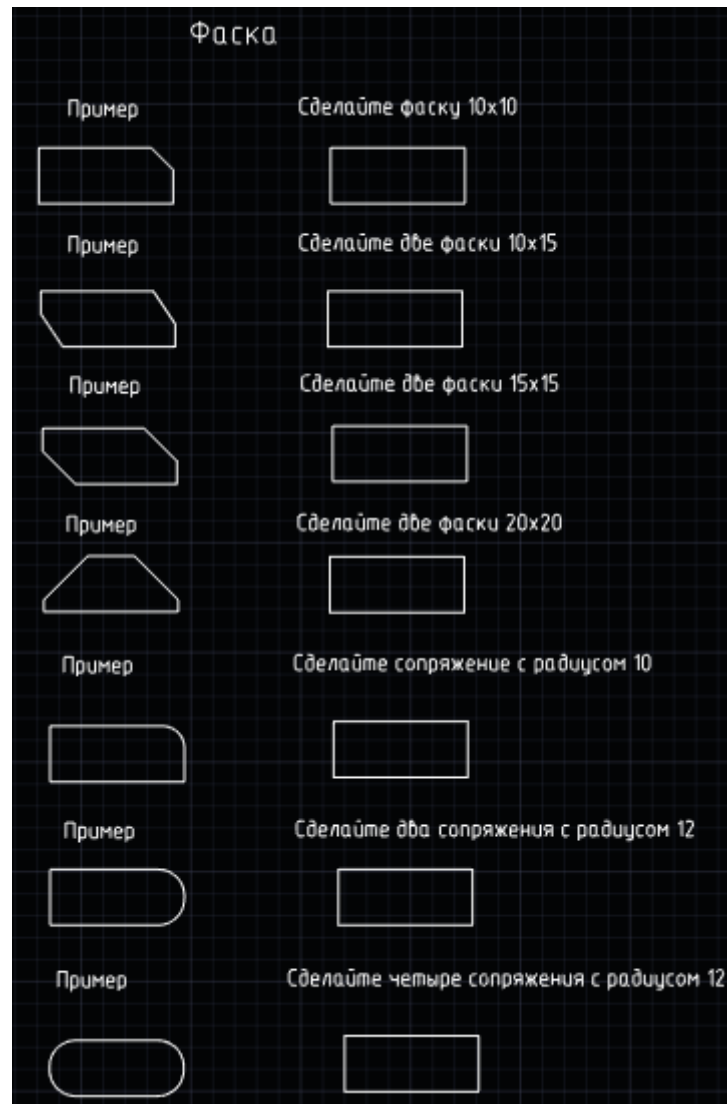 Фаска
Пример
Сделайте фаску 10x10
Пример
Сделайте две фаски 10x15
Пример
Сделайте две фаски 15x15
Пример
Сделайте две фаски 20x20
Пример
Сделайте сопряжение с радиусом 10
Пример
Сделайте два сопряжения с радиусом 12
Пример
Сделайте четыре сопряжения с радиусом 12